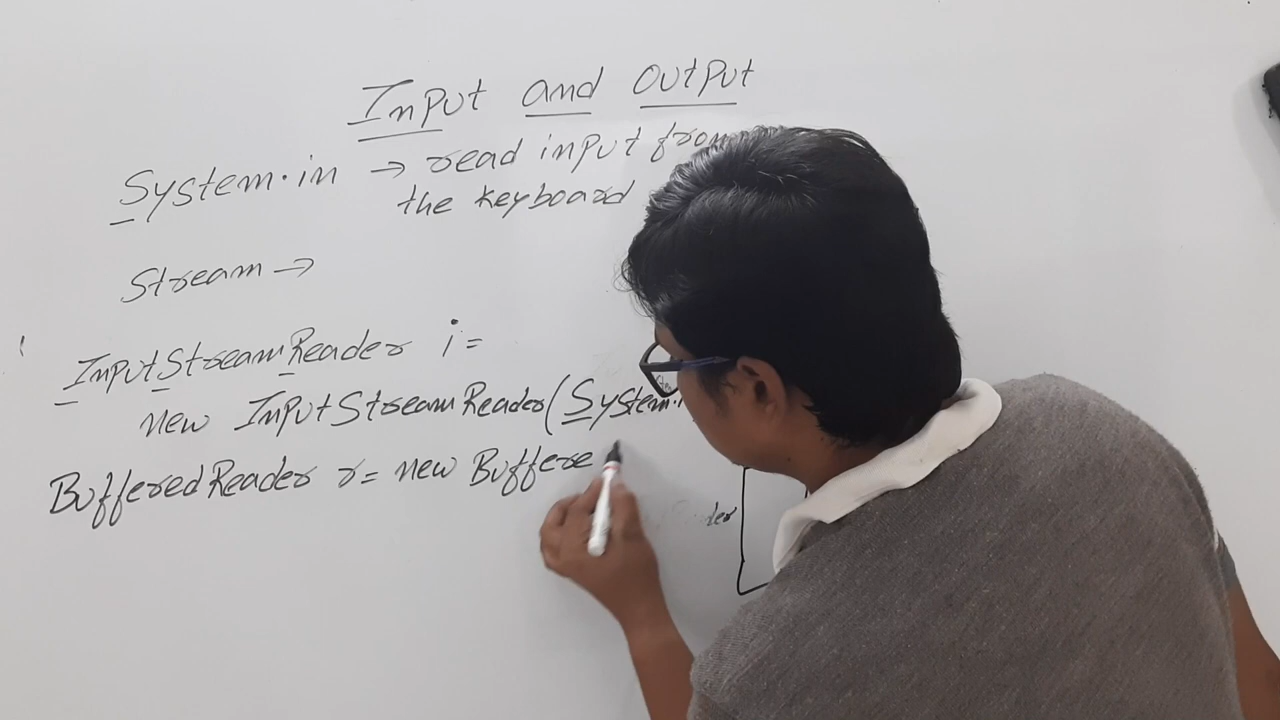 Input and output
System.in → read input from
the keyboard
Stream →
InputStreamReader i=
new InputStreamReader(System.
BufferedReader r= new Buffere